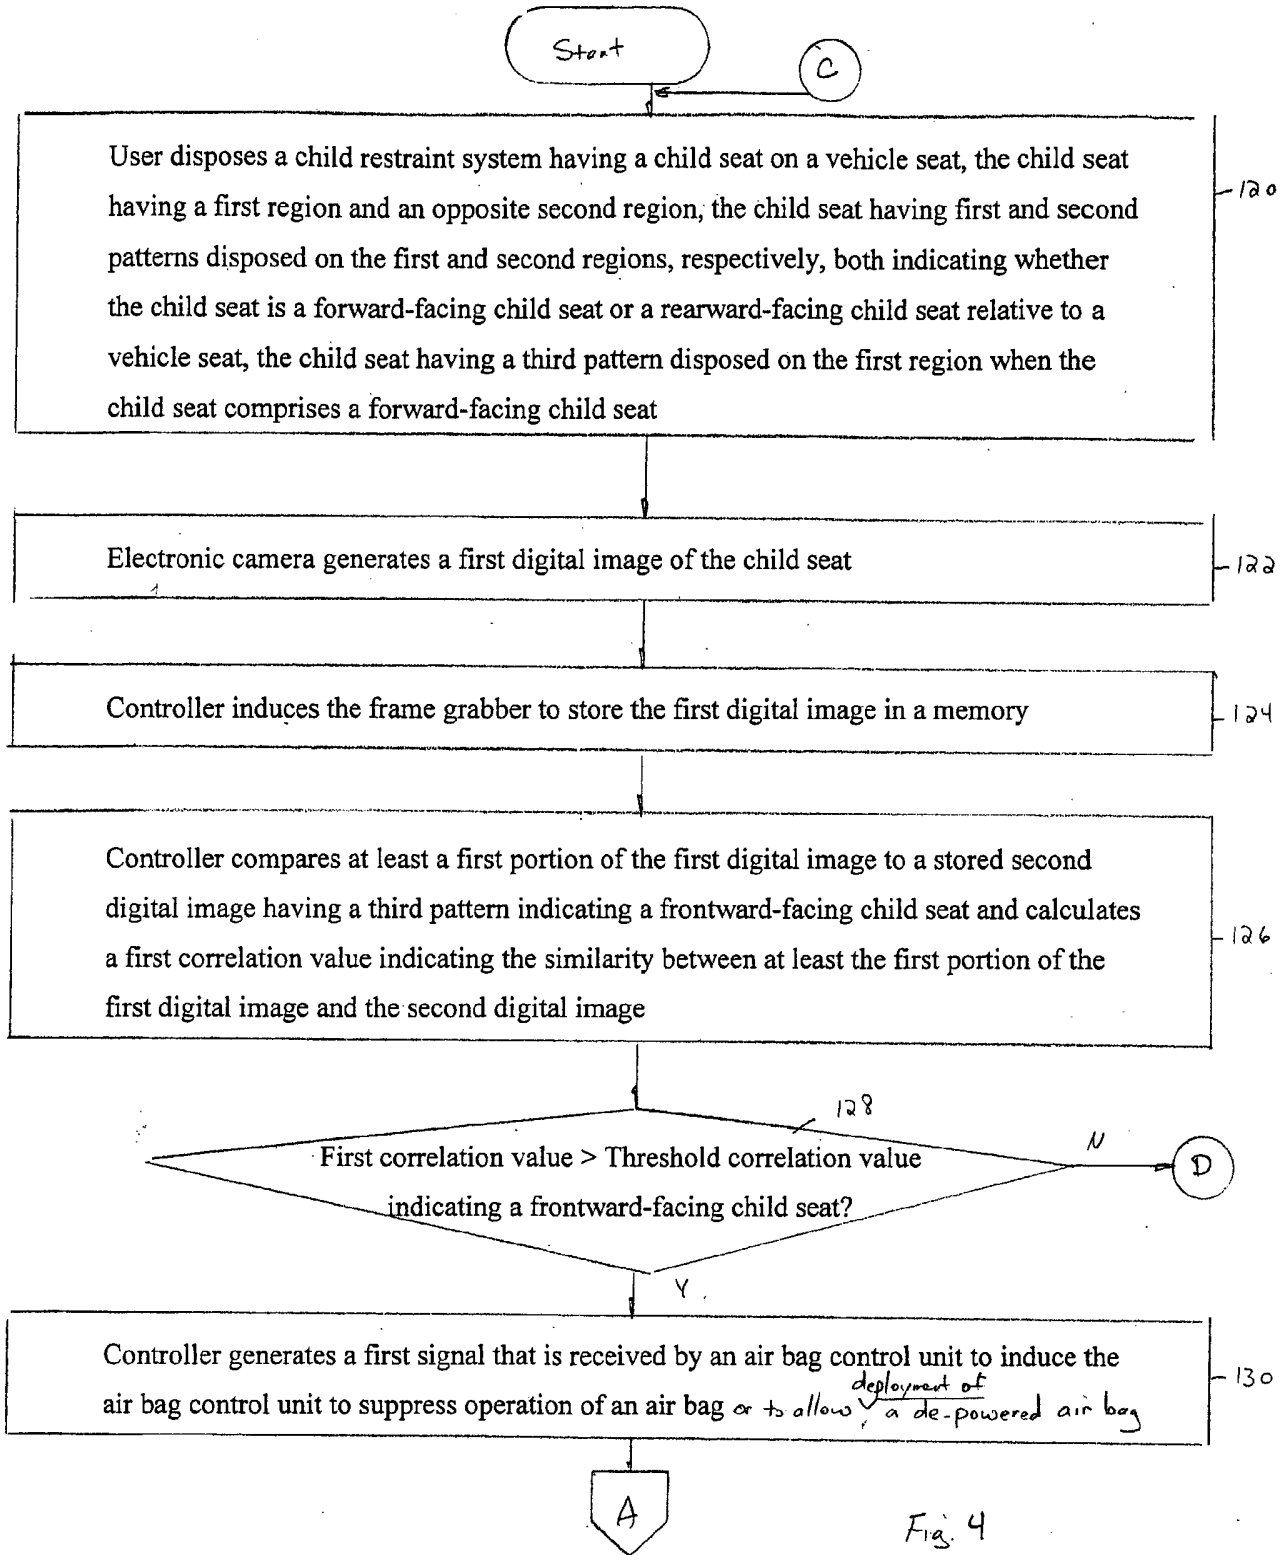 Start
C
User disposes a child restraint system having a child seat on a vehicle seat, the child seat
having a first region and an opposite second region, the child seat having first and second
patterns disposed on the first and second regions, respectively, both indicating whether
the child seat is a forward-facing child seat or a rearward-facing child seat relative to a
vehicle seat, the child seat having a third pattern disposed on the first region when the
child seat comprises a forward-facing child seat
120
Electronic camera generates a first digital image of the child seat
122
Controller induces the frame grabber to store the first digital image in a memory
124
Controller compares at least a first portion of the first digital image to a stored second
digital image having a third pattern indicating a frontward-facing child seat and calculates
a first correlation value indicating the similarity between at least the first portion of the
first digital image and the second digital image
126
128
First correlation value > Threshold correlation value
indicating a frontward-facing child seat?
N
D
Y
Controller generates a first signal that is received by an air bag control unit to induce the
air bag control unit to suppress operation of an air bag or to allow deployment of a de-powered air bag
130
A
Fig. 4